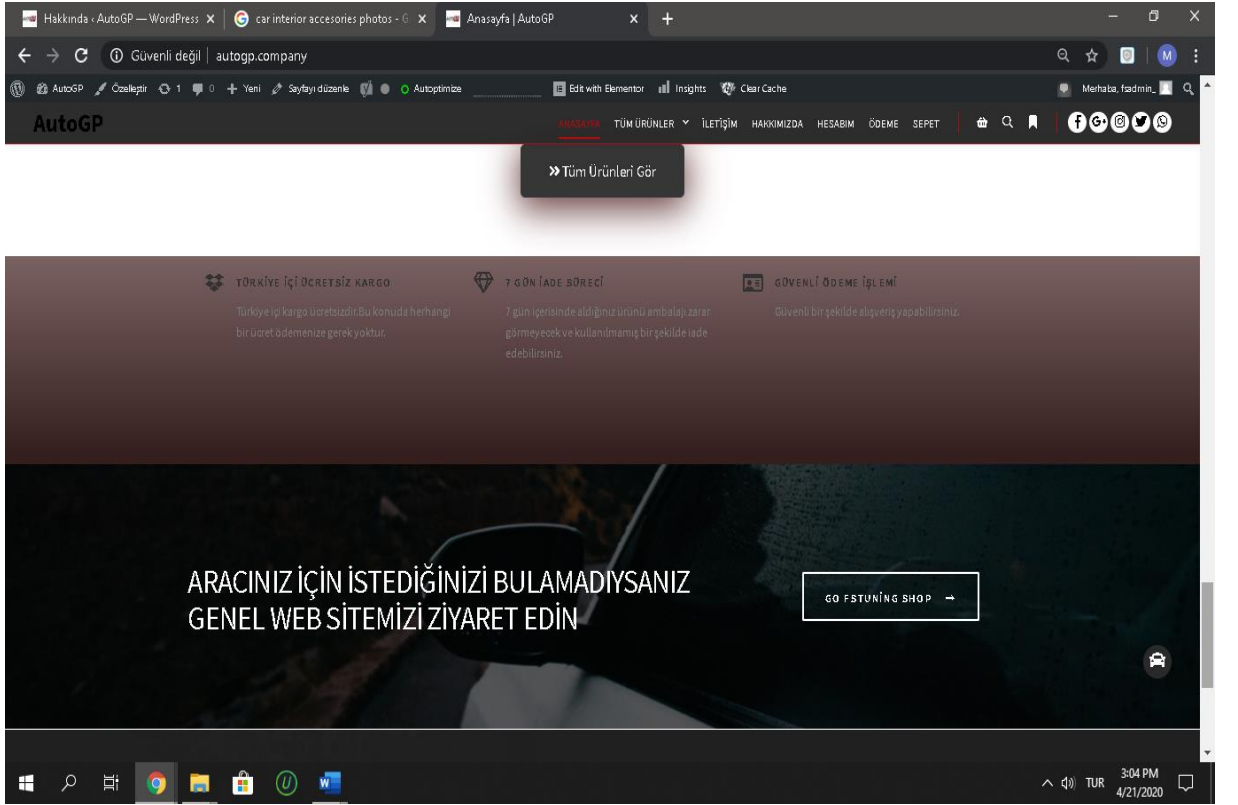 Hakkında ‹ AutoGP — WordPress
car interior accesories photos - G
Anasayfa | AutoGP
Güvenli değil | autogp.company
AutoGP Özelleştir 1 0 Yeni Sayfayı düzenle Autoptimize Edit with Elementor Insights Clear Cache Merhaba, fsadmin_
AutoGP
ANASAYFA TÜM ÜRÜNLER İLETİŞİM HAKKIMIZDA HESABIM ÖDEME SEPET
Tüm Ürünleri Gör
TÜRKİYE İÇİ ÜCRETSİZ KARGO
Türkiye içi kargo ücretsizdir.Bu konuda herhangi
bir ücret ödemenize gerek yoktur.
7 GÜN İADE SÜRECİ
7 gün içerisinde aldığınız ürünü ambalajı zarar
görmeyecek ve kullanılmamış bir şekilde iade
edebilirsiniz.
GÜVENLİ ÖDEME İŞLEMİ
Güvenli bir şekilde alışveriş yapabilirsiniz.
ARACINIZ İÇİN İSTEDİĞİNİZİ BULAMADIYSANIZ
GENEL WEB SİTEMİZİ ZİYARET EDİN
GO FSTUNİNG SHOP →
TUR
3:04 PM
4/21/2020